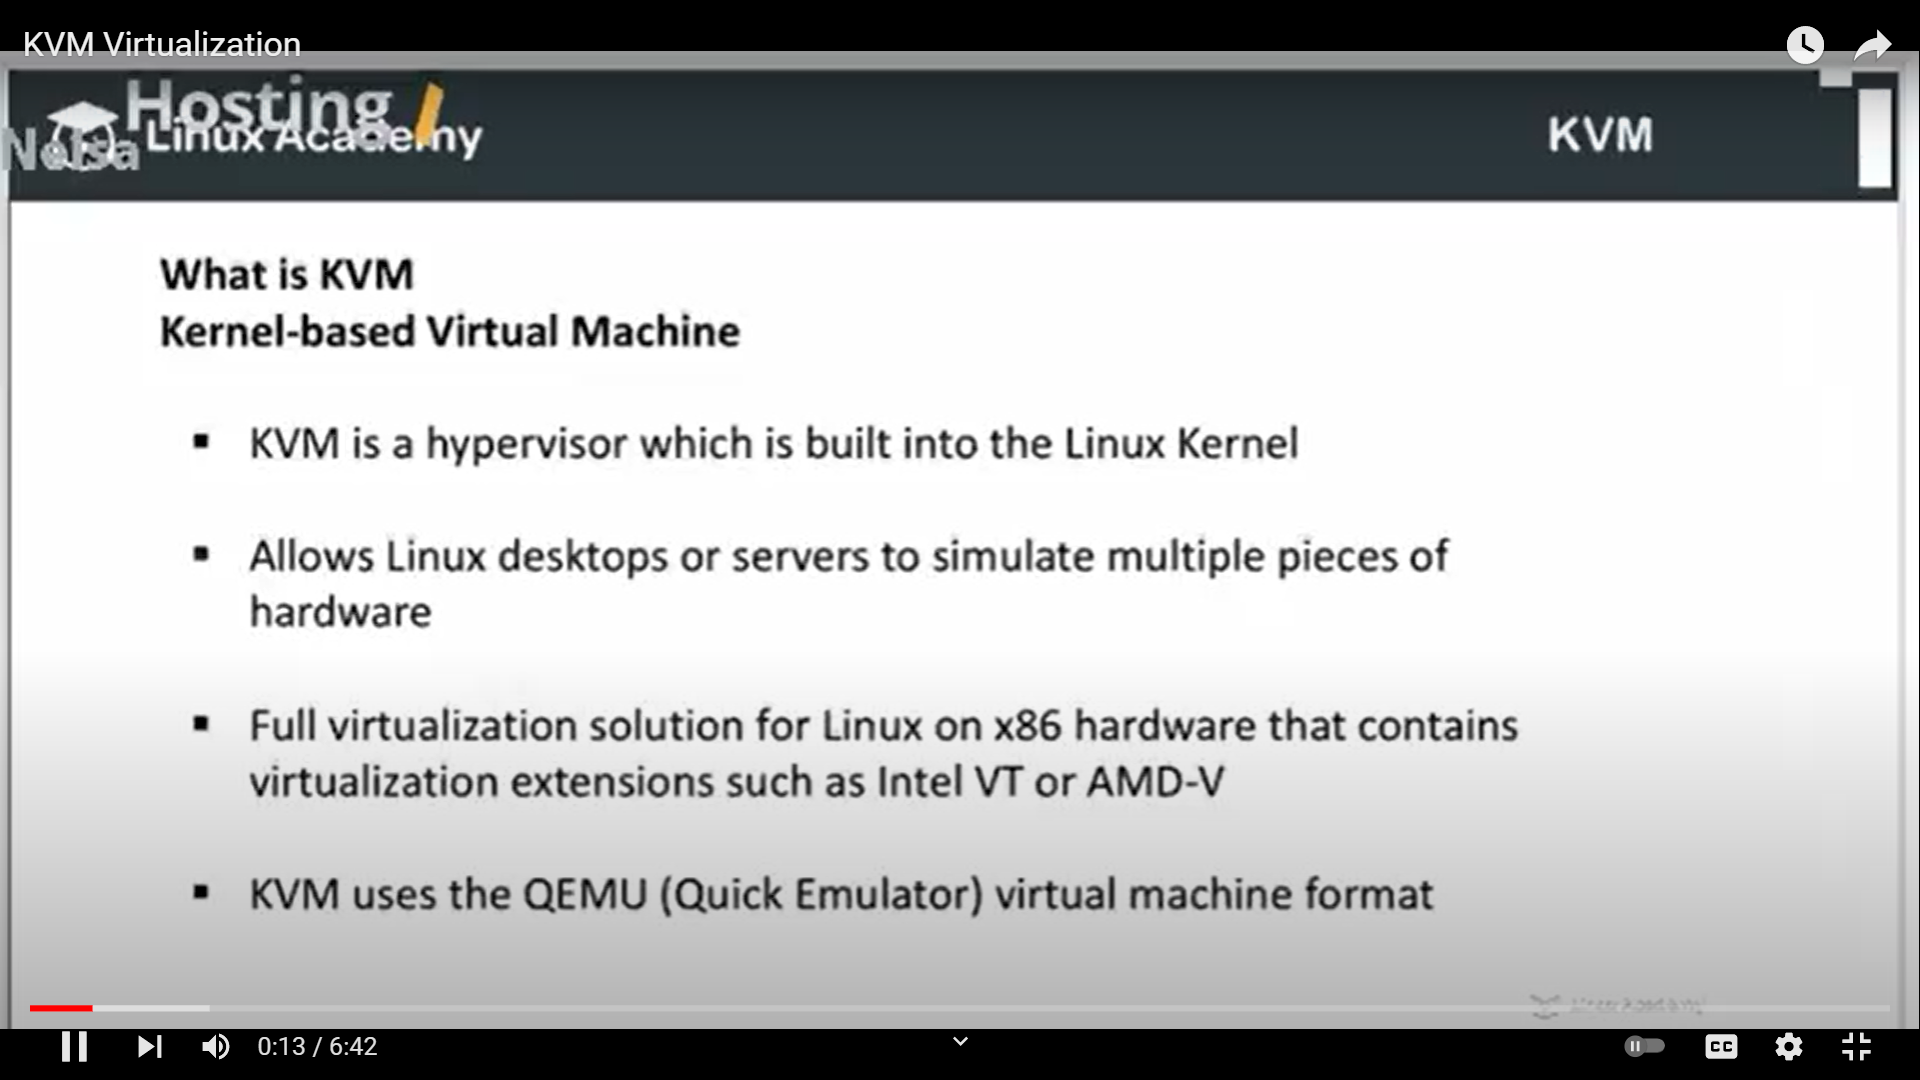 KVM Virtualization
Hosting
Linux Academy
Nelsa
KVM
What is KVM
Kernel-based Virtual Machine
▪ KVM is a hypervisor which is built into the Linux Kernel
▪ Allows Linux desktops or servers to simulate multiple pieces of
hardware
▪ Full virtualization solution for Linux on x86 hardware that contains
virtualization extensions such as Intel VT or AMD-V
▪ KVM uses the QEMU (Quick Emulator) virtual machine format
0:13 / 6:42
CC